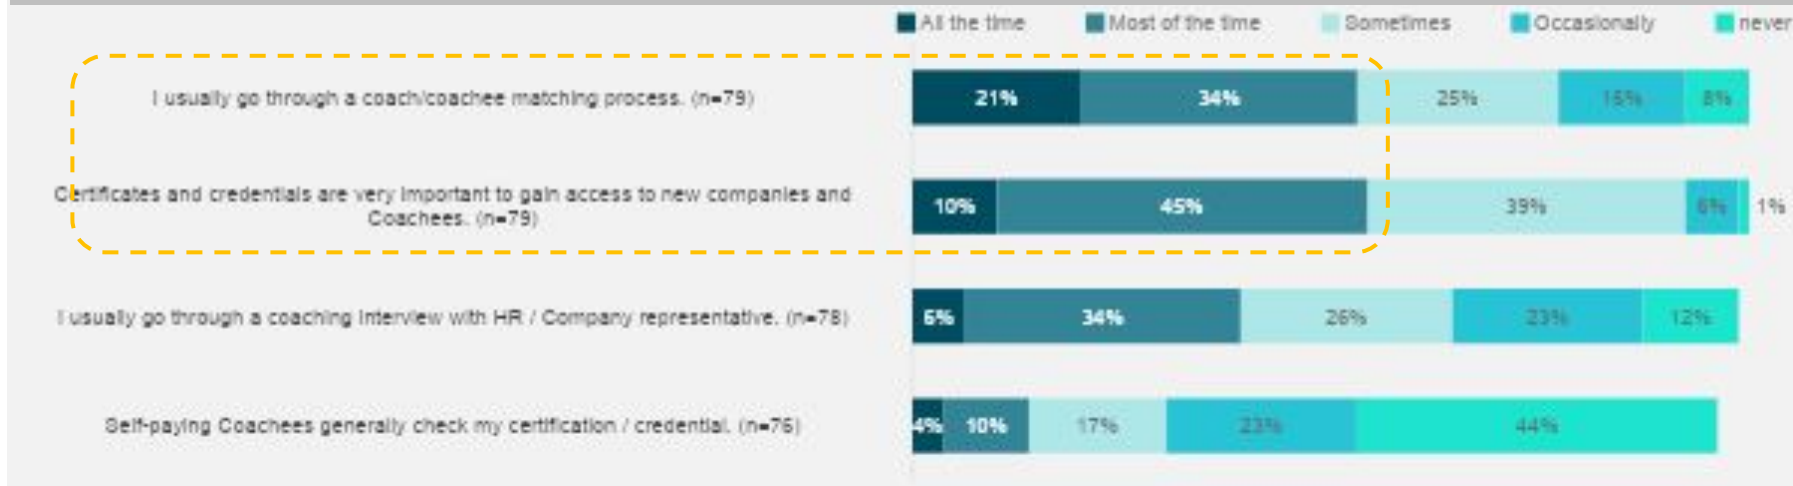 All the time Most of the time Sometimes Occasionally never
I usually go through a coach/coachee matching process. (n=79) 21% 34% 25% 15% 8%
Certificates and credentials are very important to gain access to new companies and
Coachees. (n=79) 10% 45% 39% 6% 1%
I usually go through a coaching interview with HR / Company representative. (n=78) 6% 34% 26% 23% 12%
Self-paying Coachees generally check my certification / credential. (n=76) 4% 10% 17% 23% 44%